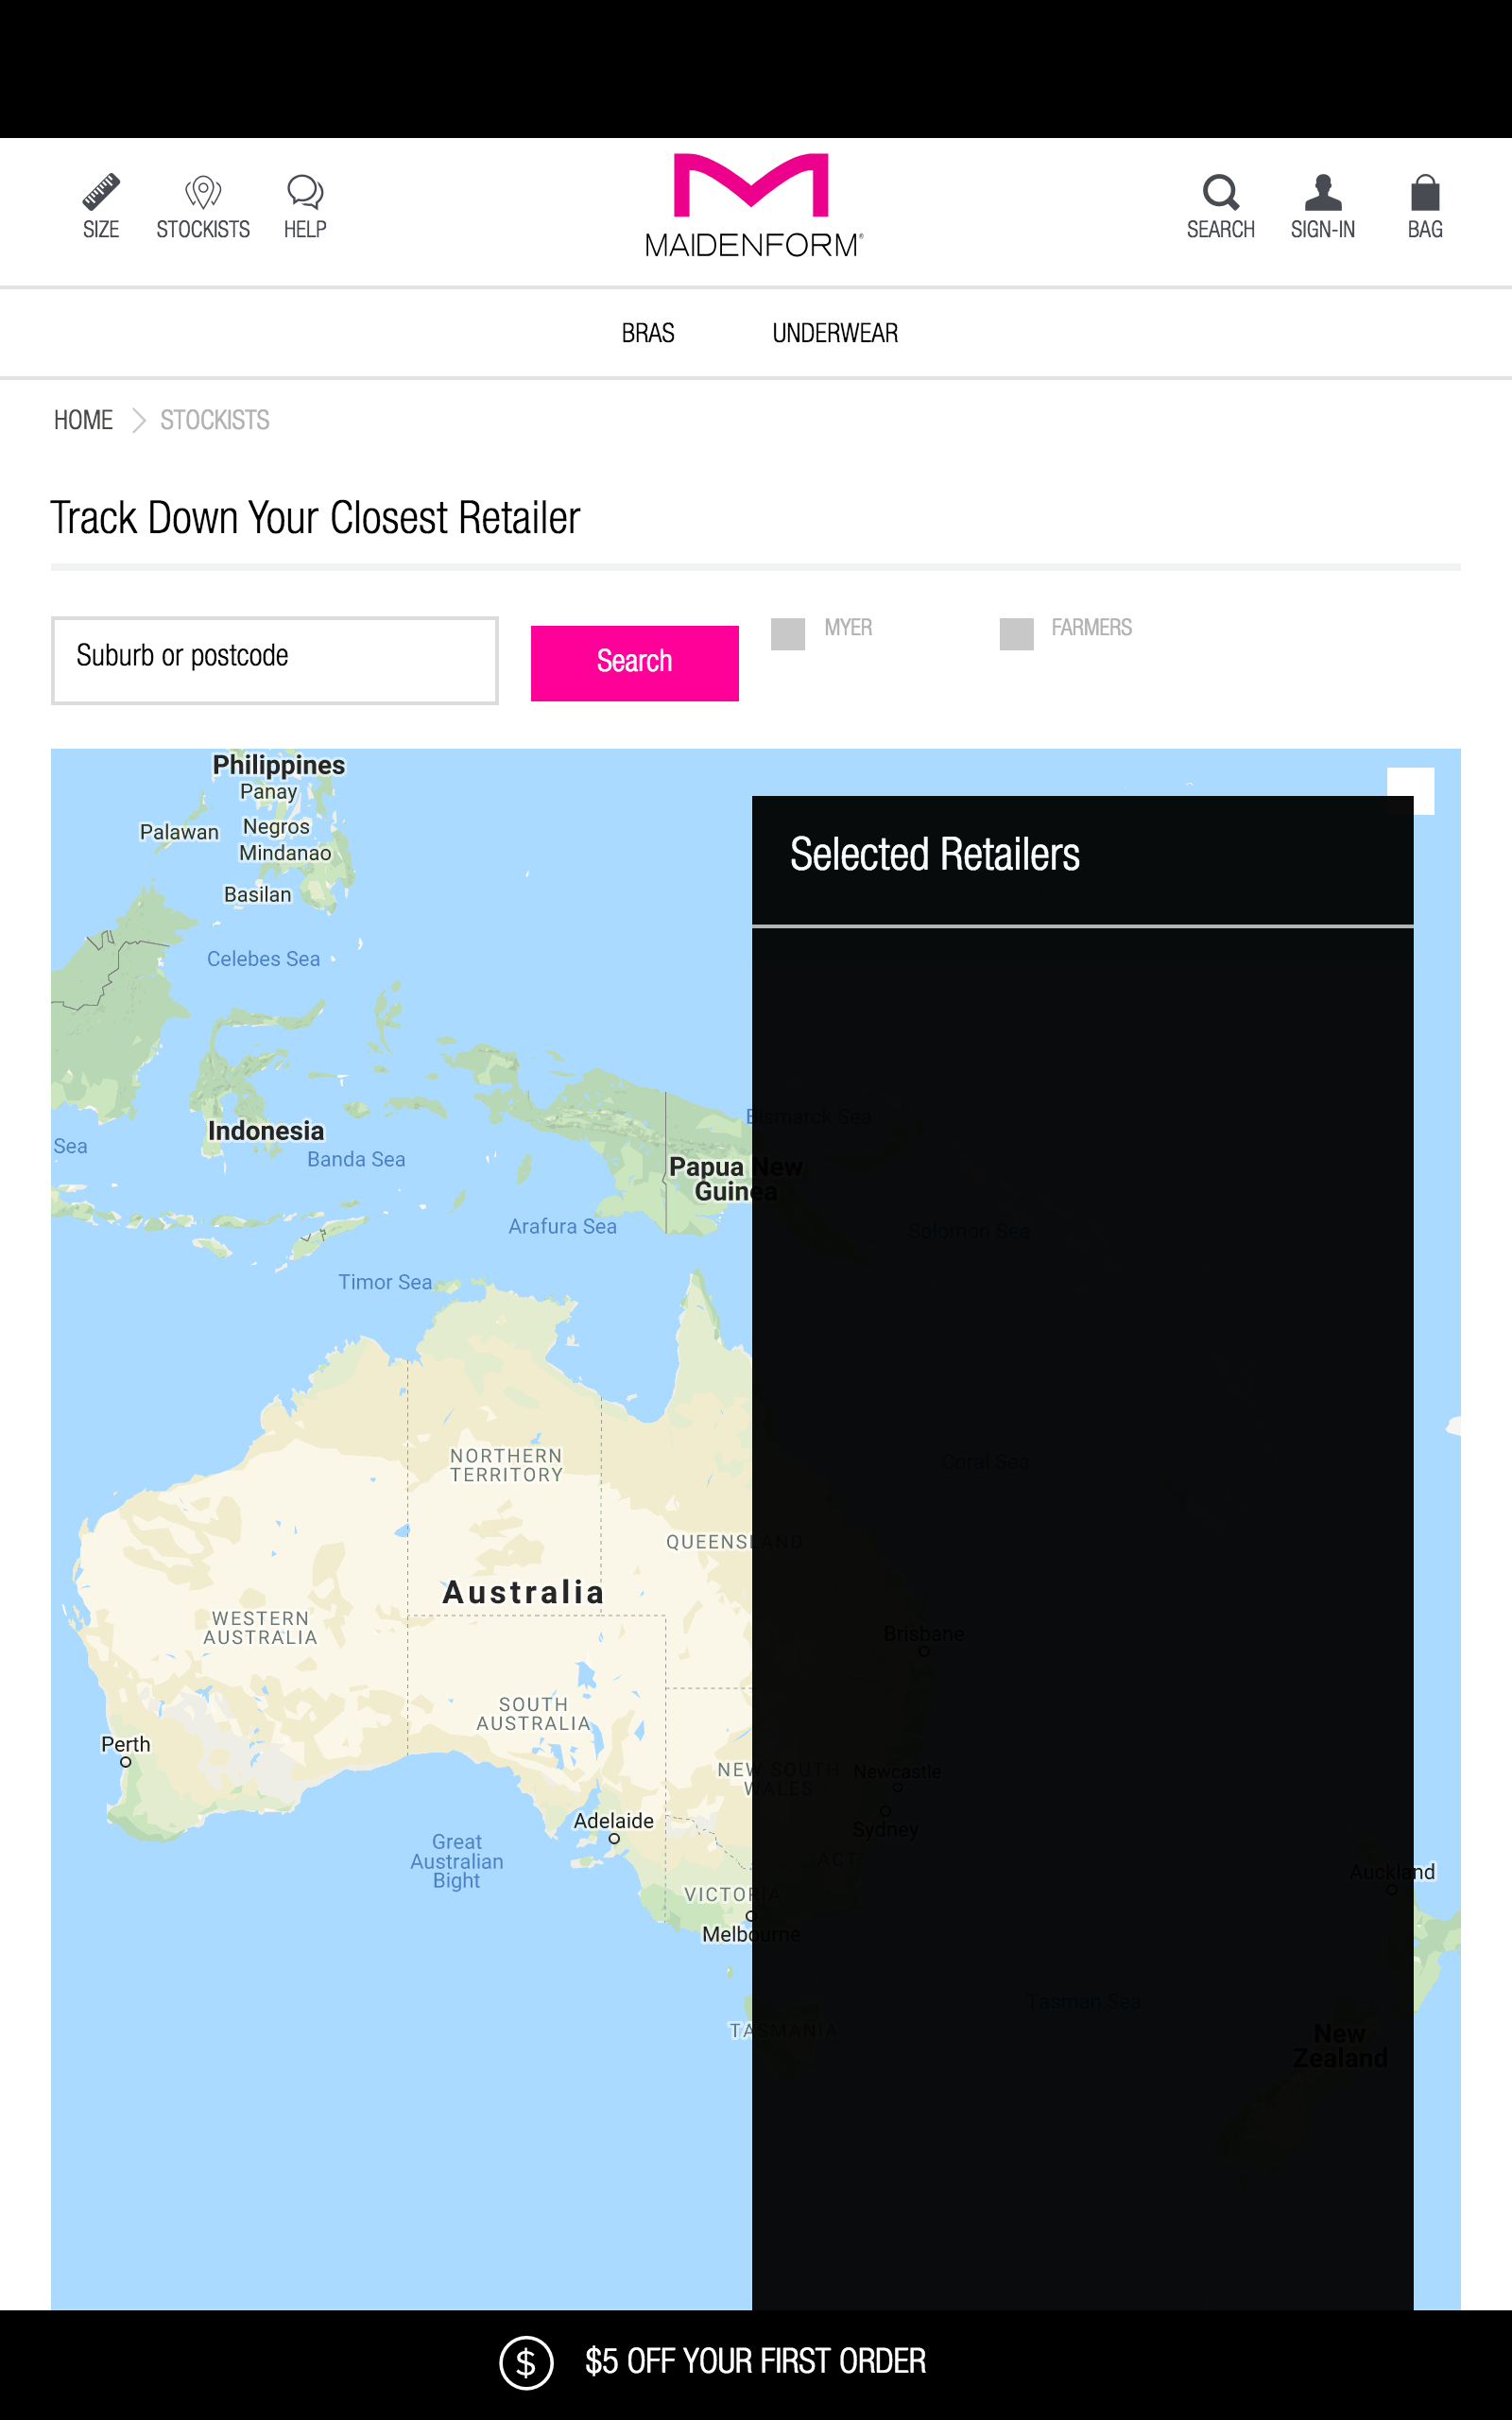 SIZE
STOCKISTS
HELP
MAIDENFORM
SEARCH
SIGN-IN
BAG
BRAS
UNDERWEAR
HOME
STOCKISTS
Track Down Your Closest Retailer
Suburb or postcode
Search
MYER
FARMERS
Philippines
Panay
Palawan
Negros
Mindanao
Basilan
Celebes Sea
Selected Retailers
Bismarck Sea
Indonesia
Sea
Banda Sea
Papua New
Guinea
Arafura Sea
Solomon Sea
Timor Sea
NORTHERN
TERRITORY
Coral Sea
QUEENSLAND
Australia
WESTERN
AUSTRALIA
Brisbane
SOUTH
AUSTRALIA
Perth
NEW SOUTH
WALES
Newcastle
Adelaide
Sydney
Great
Australian
Bight
ACT
Auckland
VICTORIA
Melbourne
Tasman Sea
TASMANIA
New
Zealand
$ $5 OFF YOUR FIRST ORDER